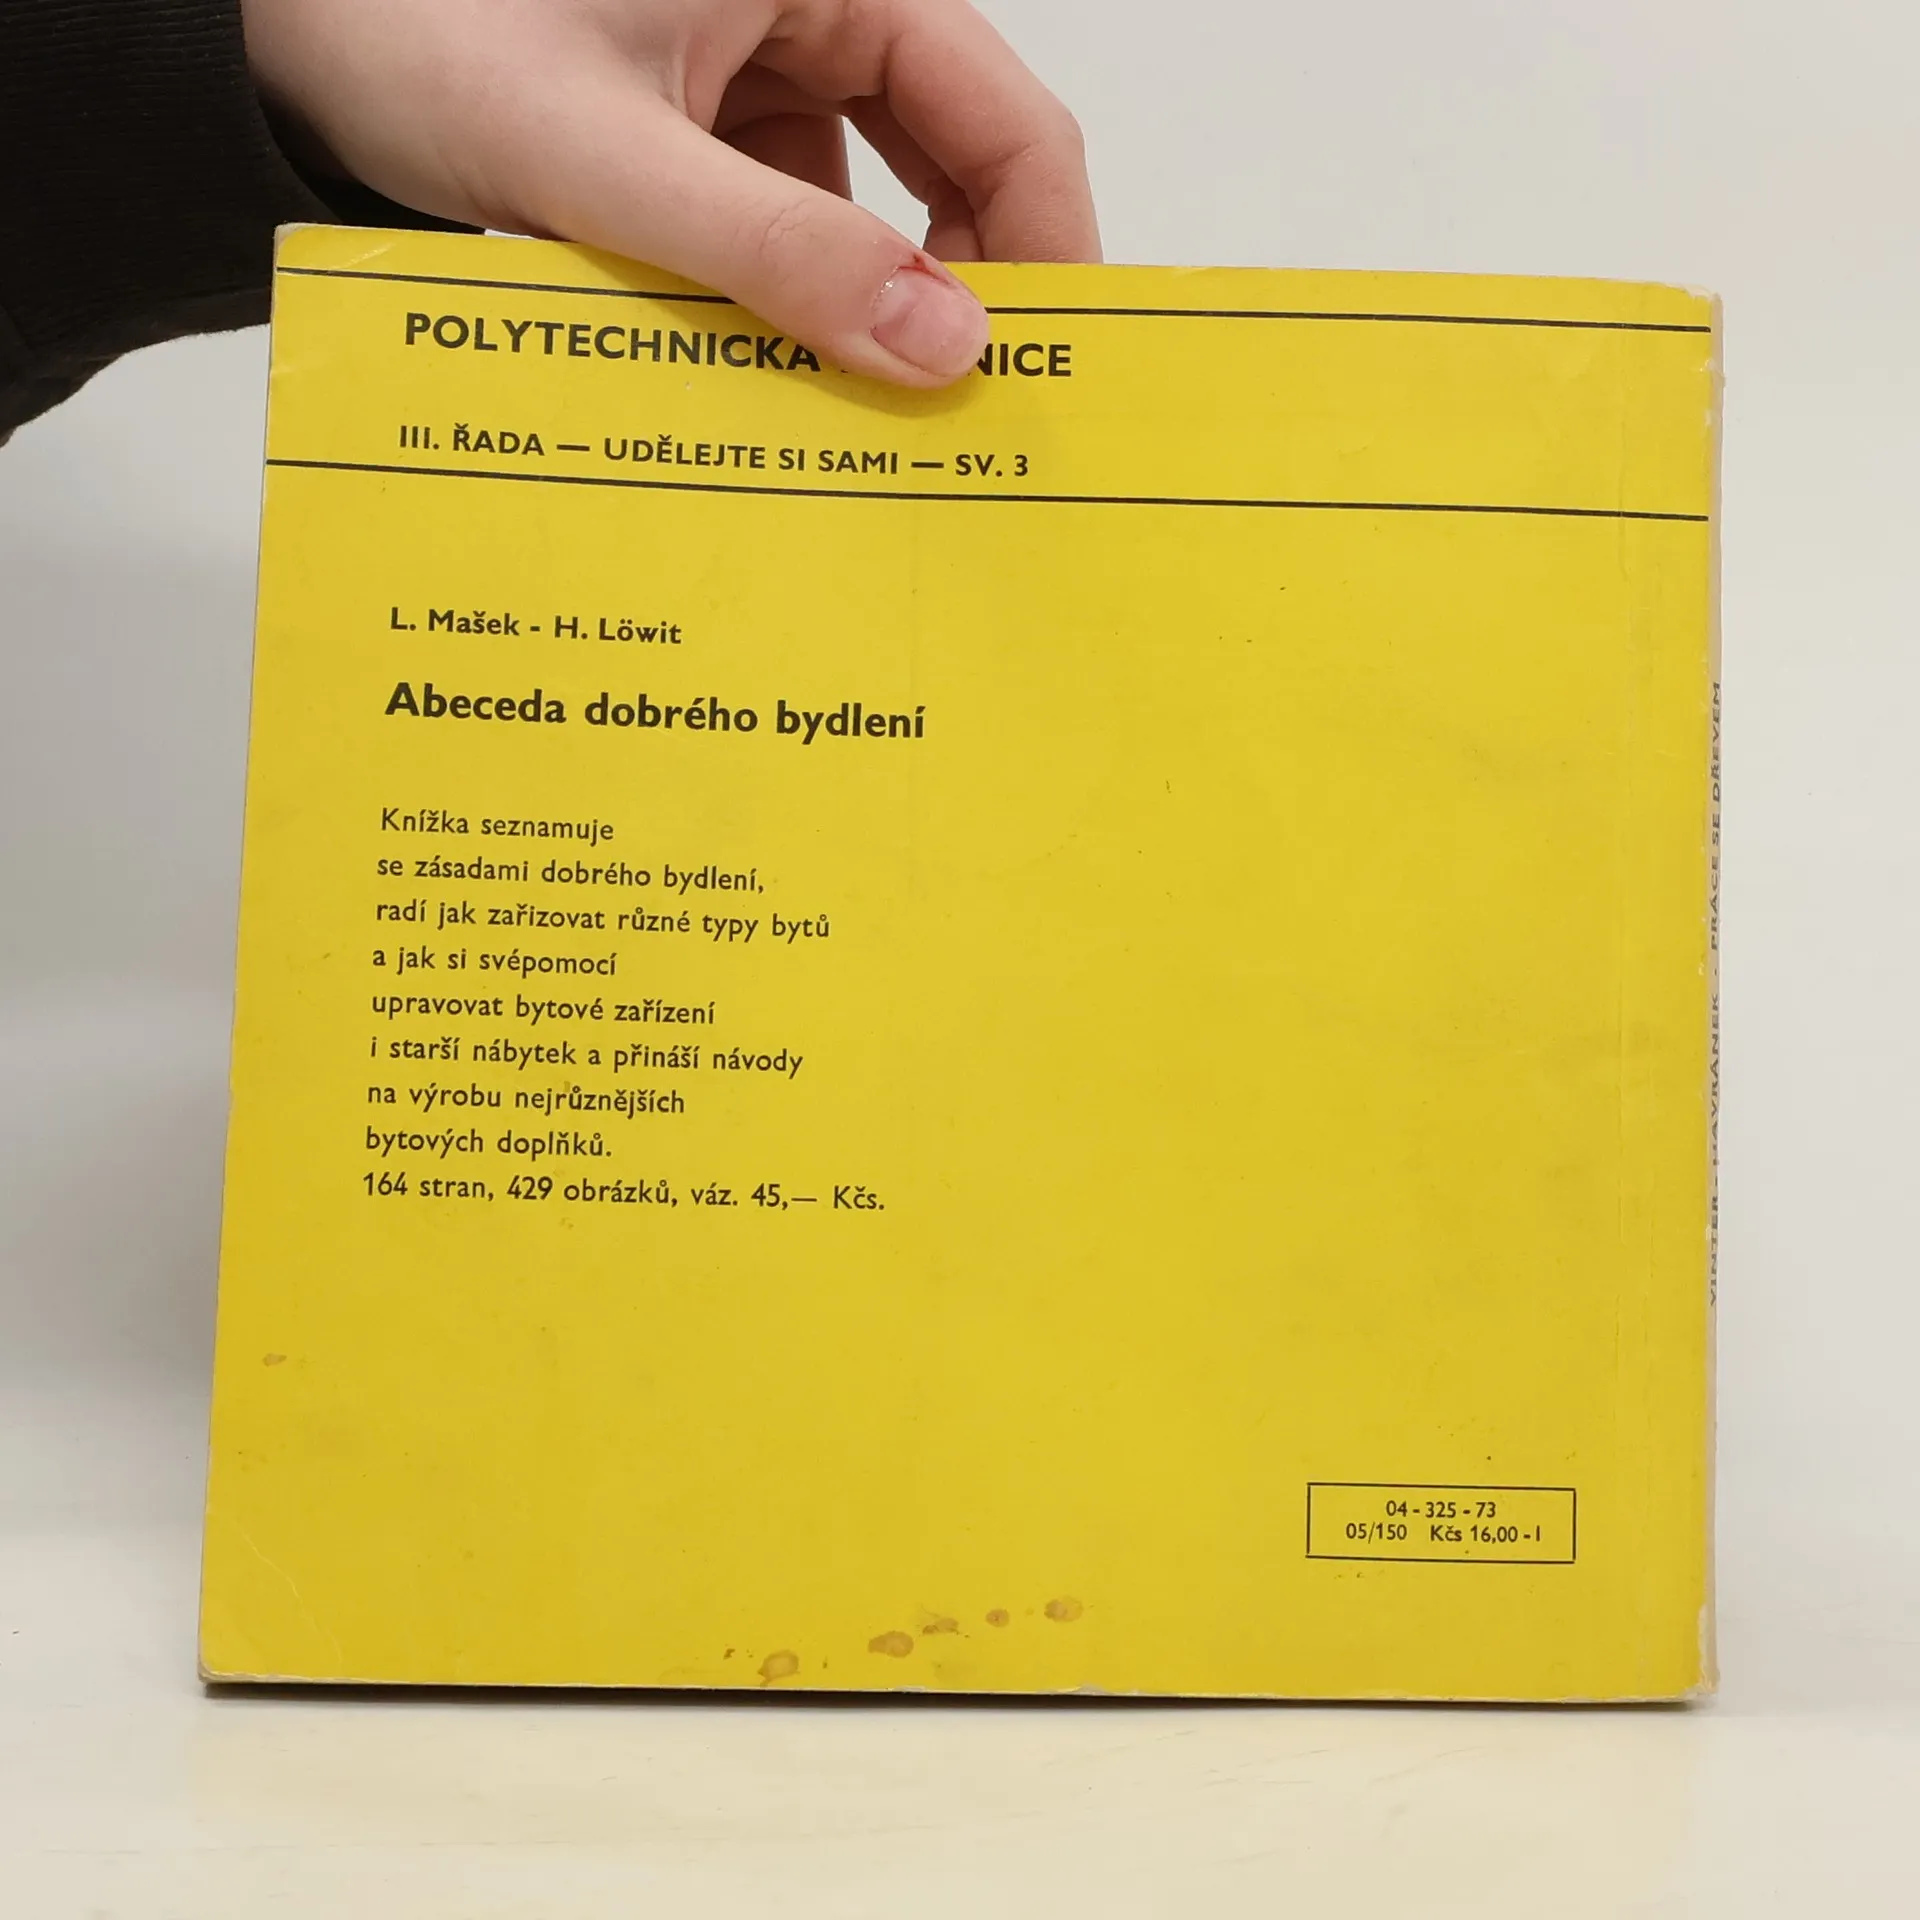 POLYTECHNICKÁ NICE
III. ŘADA — UDĚLEJTE SI SAMI — SV. 3
L. Mašek - H. Löwit
Abeceda dobrého bydlení
Knížka seznamuje
se zásadami dobrého bydlení,
radí jak zařizovat různé typy bytů
a jak si svépomocí
upravovat bytové zařízení
i starší nábytek a přináší návody
na výrobu nejrůznějších
bytových doplňků.
164 stran, 429 obrázků, váz. 45,— Kčs.
04 - 325 - 73
05/150 Kčs 16,00 - I
VINTER - HAVRÁNEK · PRÁCE SE DŘEVEM